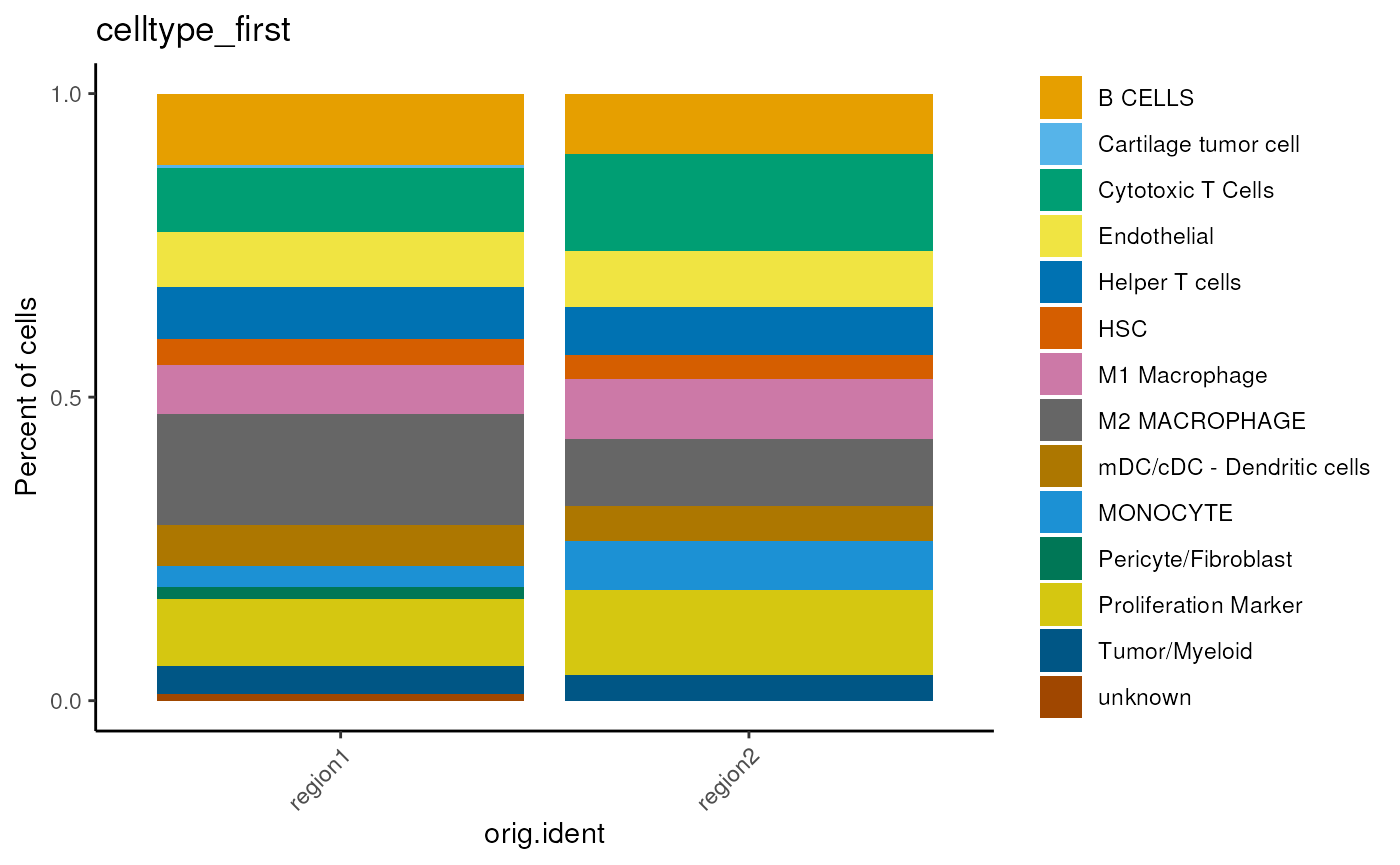 celltype_first
Percent of cells
1.0
0.5
0.0
region1
region2
orig.ident
B CELLS
Cartilage tumor cell
Cytotoxic T Cells
Endothelial
Helper T cells
HSC
M1 Macrophage
M2 MACROPHAGE
mDC/cDC - Dendritic cells
MONOCYTE
Pericyte/Fibroblast
Proliferation Marker
Tumor/Myeloid
unknown